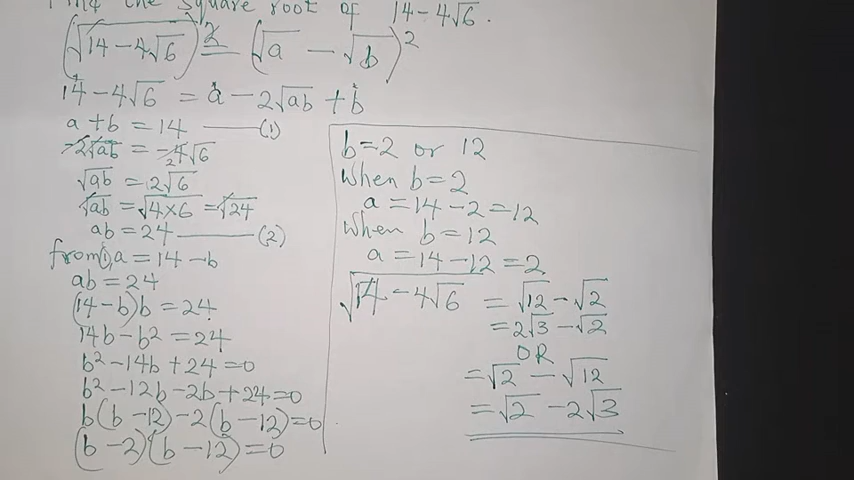 Find the square root of 14 - 4√6.
(√14 - 4√6)² = (√a - √b)²
14 - 4√6 = a - 2√ab + b
a + b = 14 ——— (1)
-2√ab = -4√6
√ab = 2√6
√ab = √4×6 = √24
ab = 24 ——— (2)
from (1), a = 14 - b
ab = 24
(14 - b)b = 24
14b - b² = 24
b² - 14b + 24 = 0
b² - 12b - 2b + 24 = 0
b(b - 12) - 2(b - 12) = 0
(b - 2)(b - 12) = 0
b = 2 or 12
When b = 2
a = 14 - 2 = 12
When b = 12
a = 14 - 12 = 2
√14 - 4√6 = √12 - √2
= 2√3 - √2
OR
= √2 - √12
= √2 - 2√3